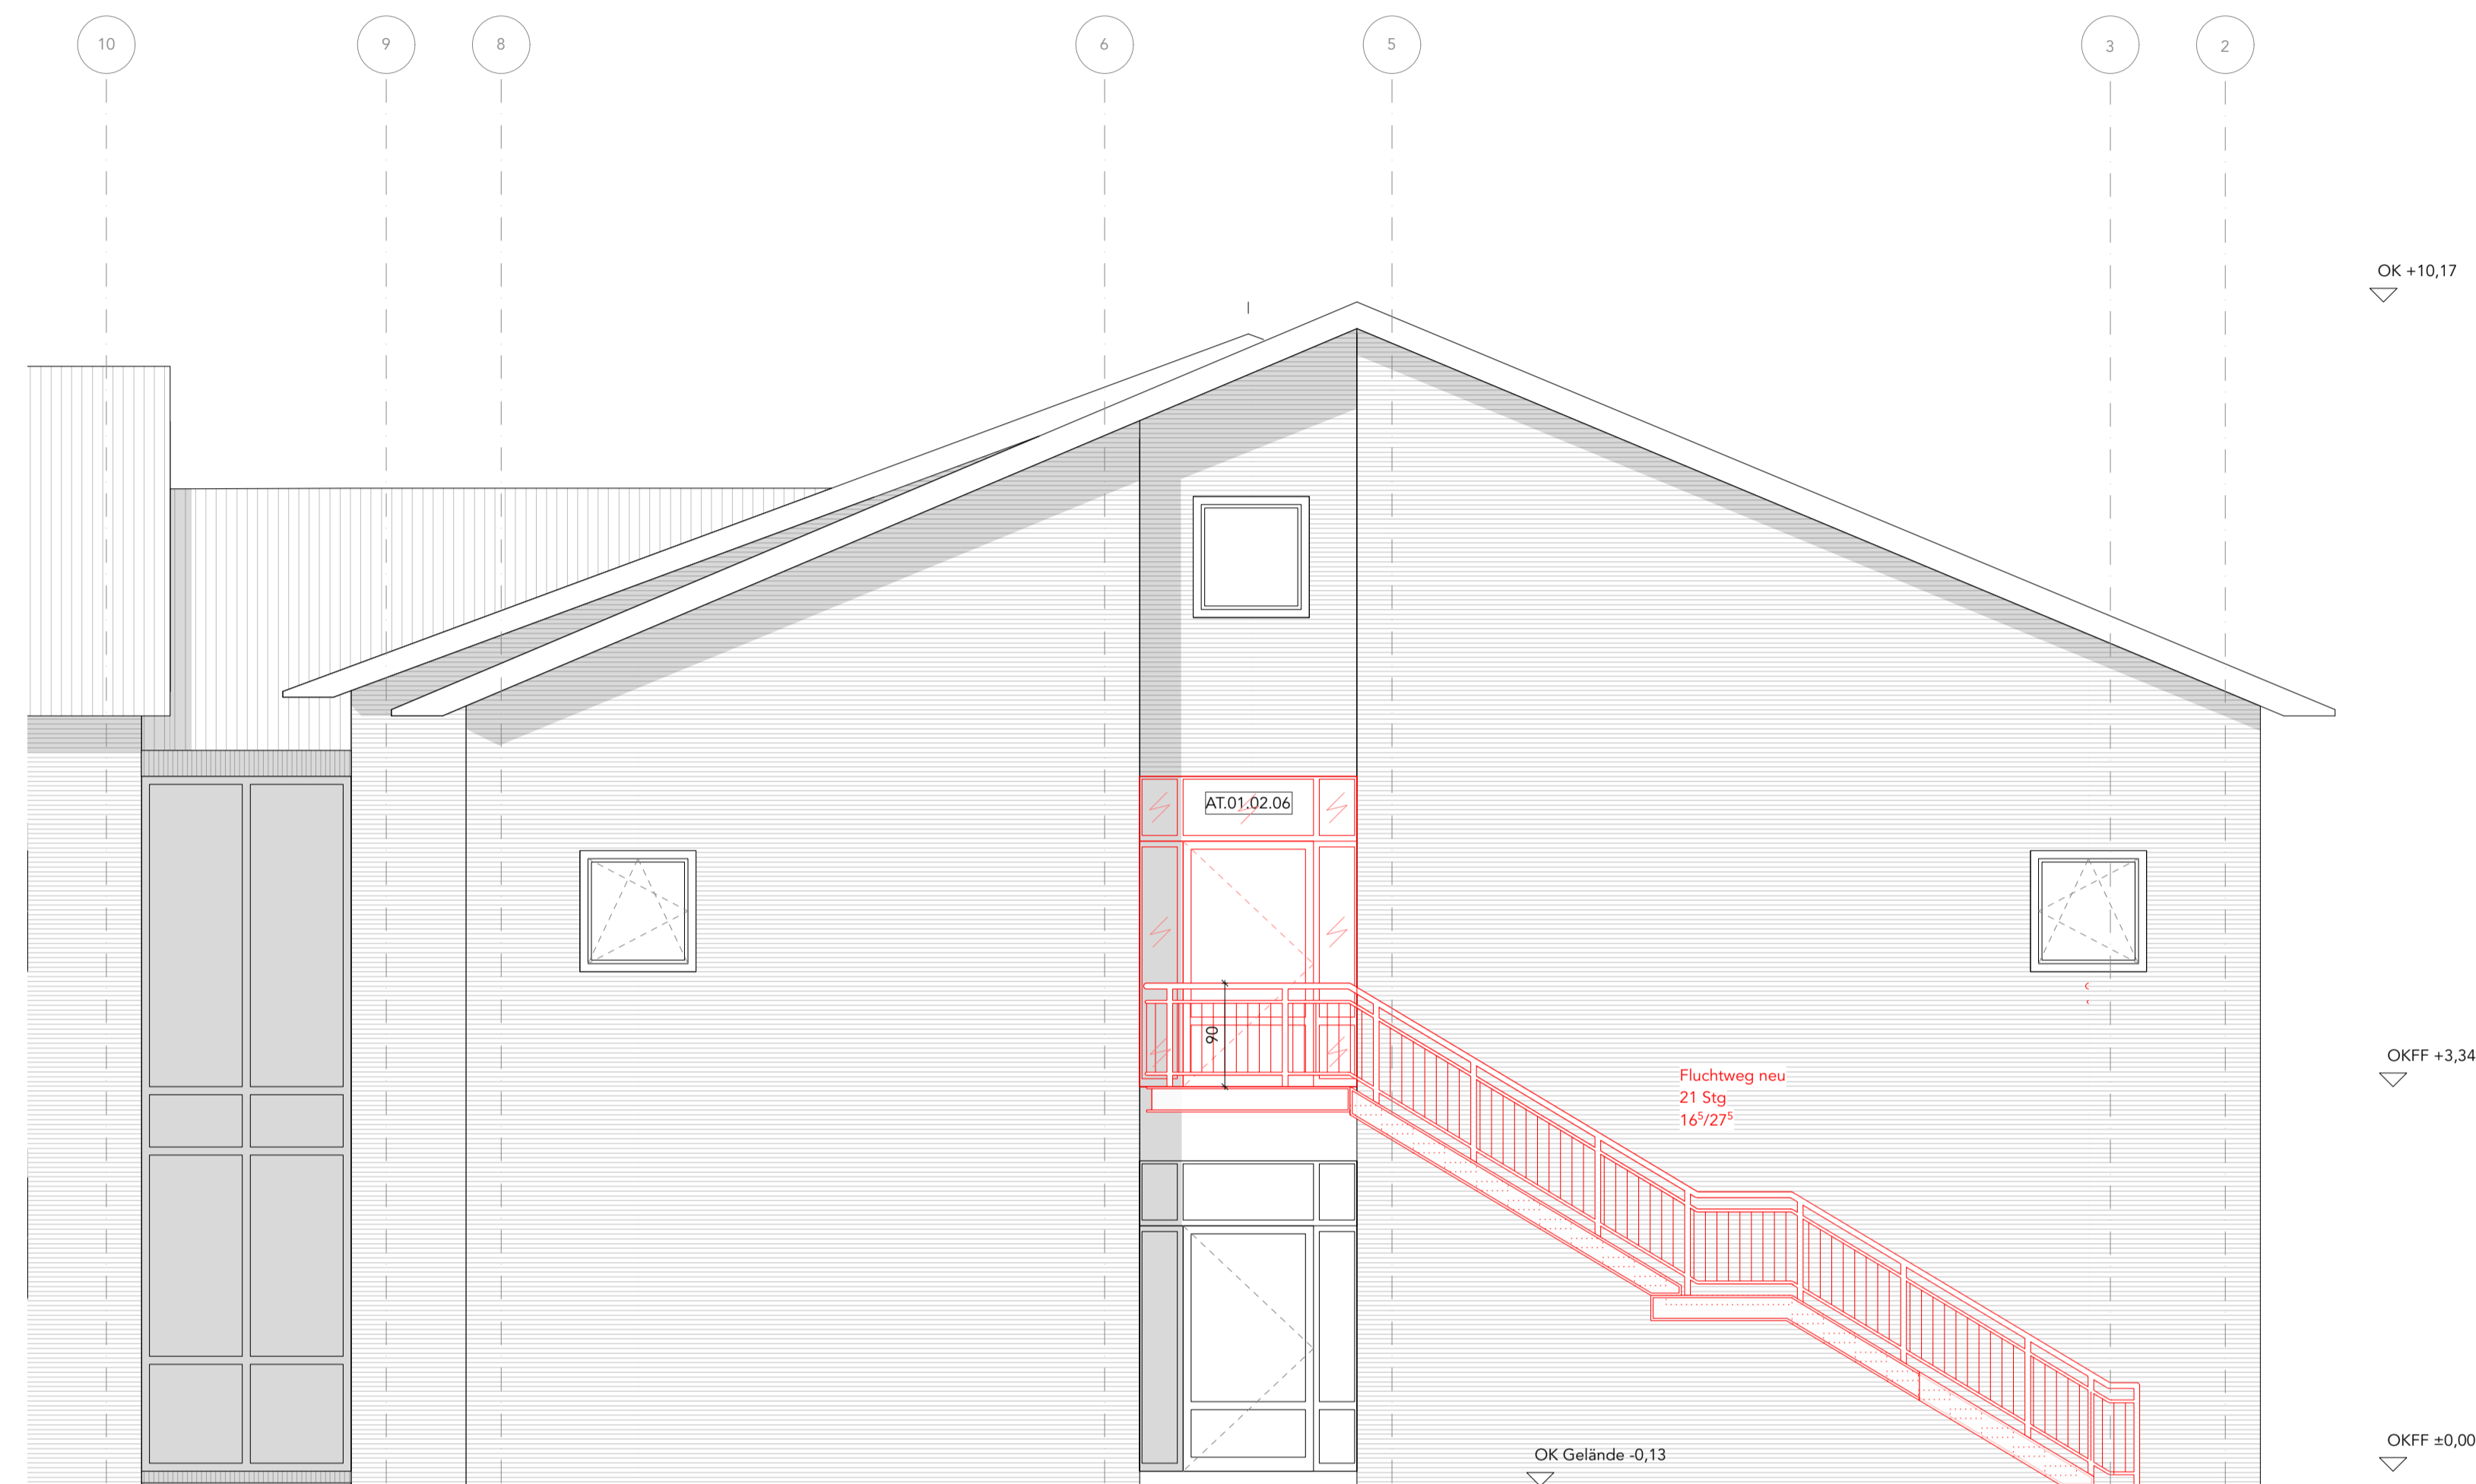 10
9
8
6
5
3
2
OK +10,17
AT.01.02.06
90
OKFF +3,34
Fluchtweg neu
21 Stg
16⁵/27⁵
OKFF ±0,00
OK Gelände -0,13